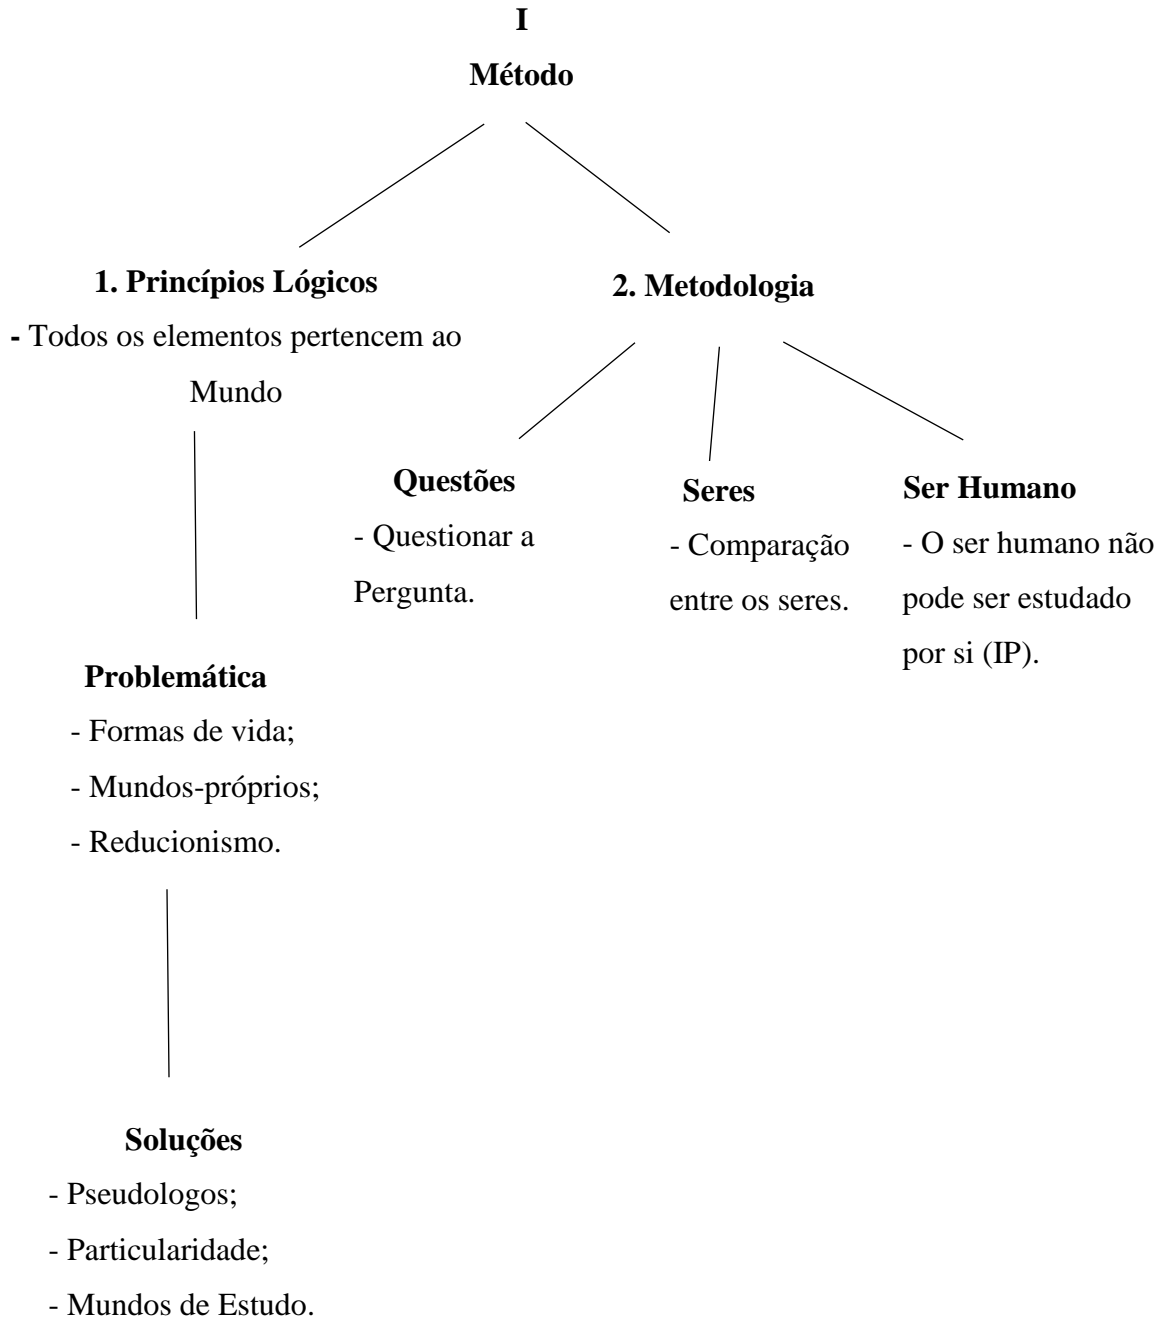 I
Método
1. Princípios Lógicos
- Todos os elementos pertencem ao
Mundo
2. Metodologia
Questões
- Questionar a
Pergunta.
Seres
- Comparação
entre os seres.
Ser Humano
- O ser humano não
pode ser estudado
por si (IP).
Problemática
- Formas de vida;
- Mundos-próprios;
- Reducionismo.
Soluções
- Pseudologos;
- Particularidade;
- Mundos de Estudo.